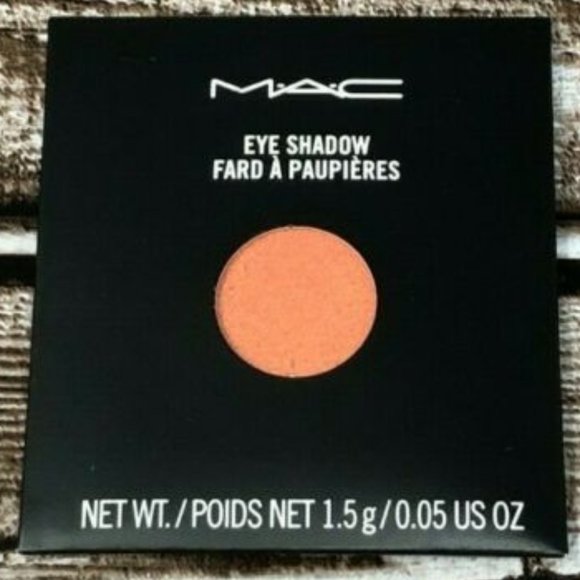 M·A·C
EYE SHADOW
FARD À PAUPIÈRES
NET WT./POIDS NET 1.5 g/0.05 US OZ